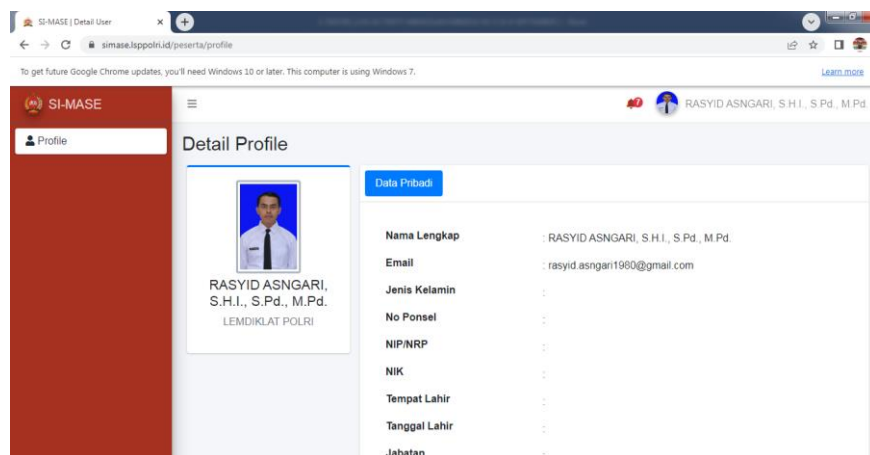 SI-MASE | Detail User
simase.lsppolri.id/peserta/profile
To get future Google Chrome updates, you'll need Windows 10 or later. This computer is using Windows 7.
Learn more
SI-MASE
RASYID ASNGARI, S.H.I., S.Pd., M.Pd.
Profile
Detail Profile
RASYID ASNGARI,
S.H.I., S.Pd., M.Pd.
LEMDIKLAT POLRI
Data Pribadi
Nama Lengkap : RASYID ASNGARI, S.H.I., S.Pd., M.Pd.
Email : rasyid.asngari1980@gmail.com
Jenis Kelamin :
No Ponsel :
NIP/NRP :
NIK :
Tempat Lahir :
Tanggal Lahir :
Jabatan :